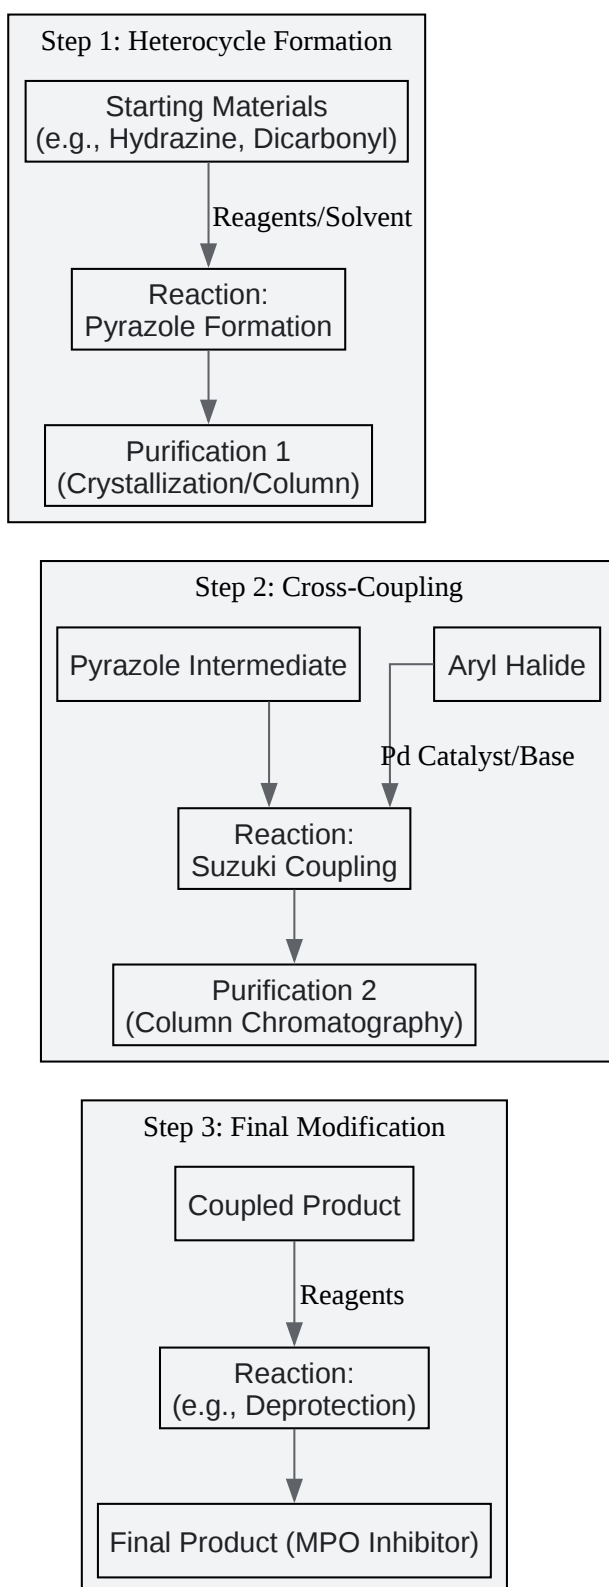 Step 1: Heterocycle Formation
Starting Materials
(e.g., Hydrazine, Dicarbonyl)
Reagents/Solvent
Reaction:
Pyrazole Formation
Purification 1
(Crystallization/Column)
Step 2: Cross-Coupling
Pyrazole Intermediate
Aryl Halide
Pd Catalyst/Base
Reaction:
Suzuki Coupling
Purification 2
(Column Chromatography)
Step 3: Final Modification
Coupled Product
Reagents
Reaction:
(e.g., Deprotection)
Final Product (MPO Inhibitor)